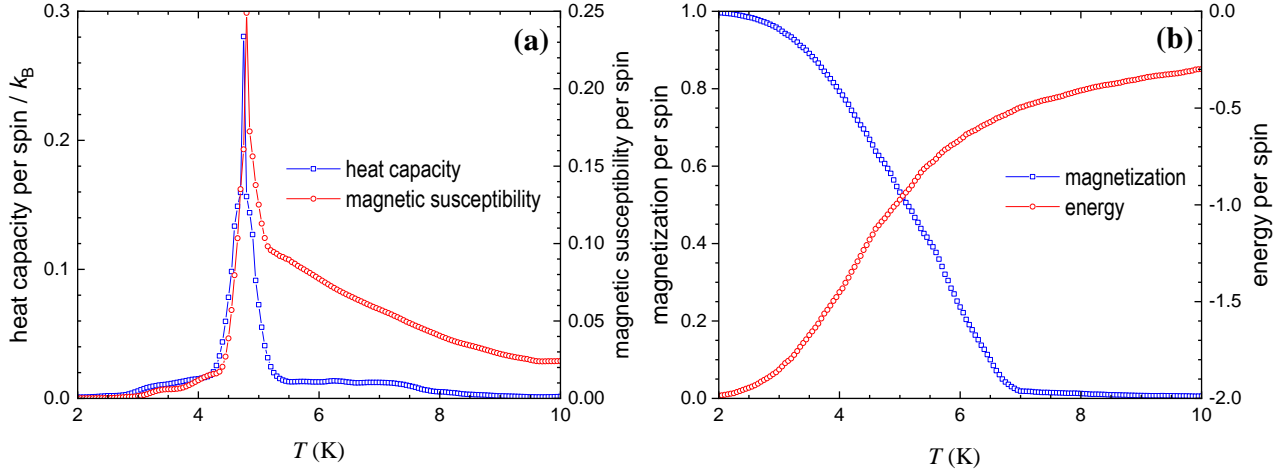 0.3
0.2
0.1
0.0
heat capacity per spin / k_B
0.25
0.20
0.15
0.10
0.05
0.00
magnetic susceptibility per spin
(a)
heat capacity
magnetic susceptibility
2 4 6 8 10
T (K)
1.0
0.8
0.6
0.4
0.2
0.0
magnetization per spin
0.0
-0.5
-1.0
-1.5
-2.0
energy per spin
(b)
magnetization
energy
2 4 6 8 10
T (K)